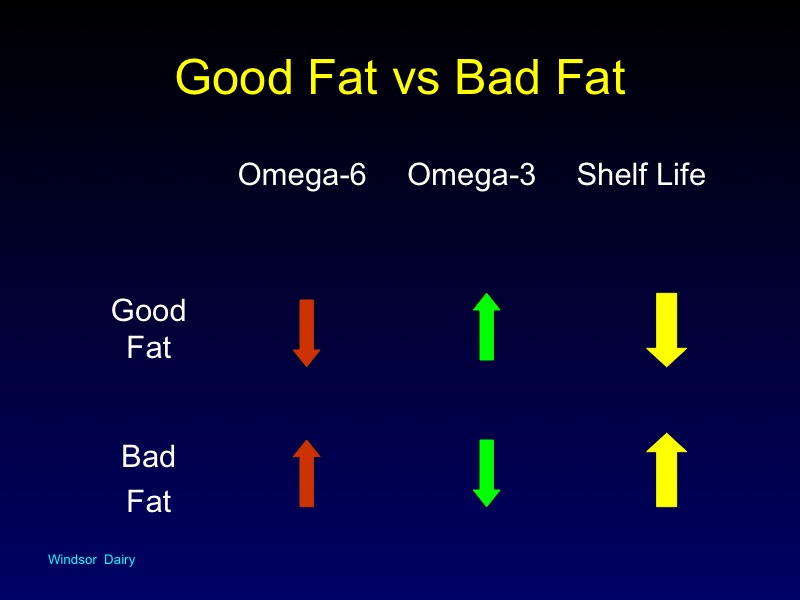 Good Fat vs Bad Fat
Omega-6 Omega-3 Shelf Life
Good
Fat
Bad
Fat
Windsor Dairy